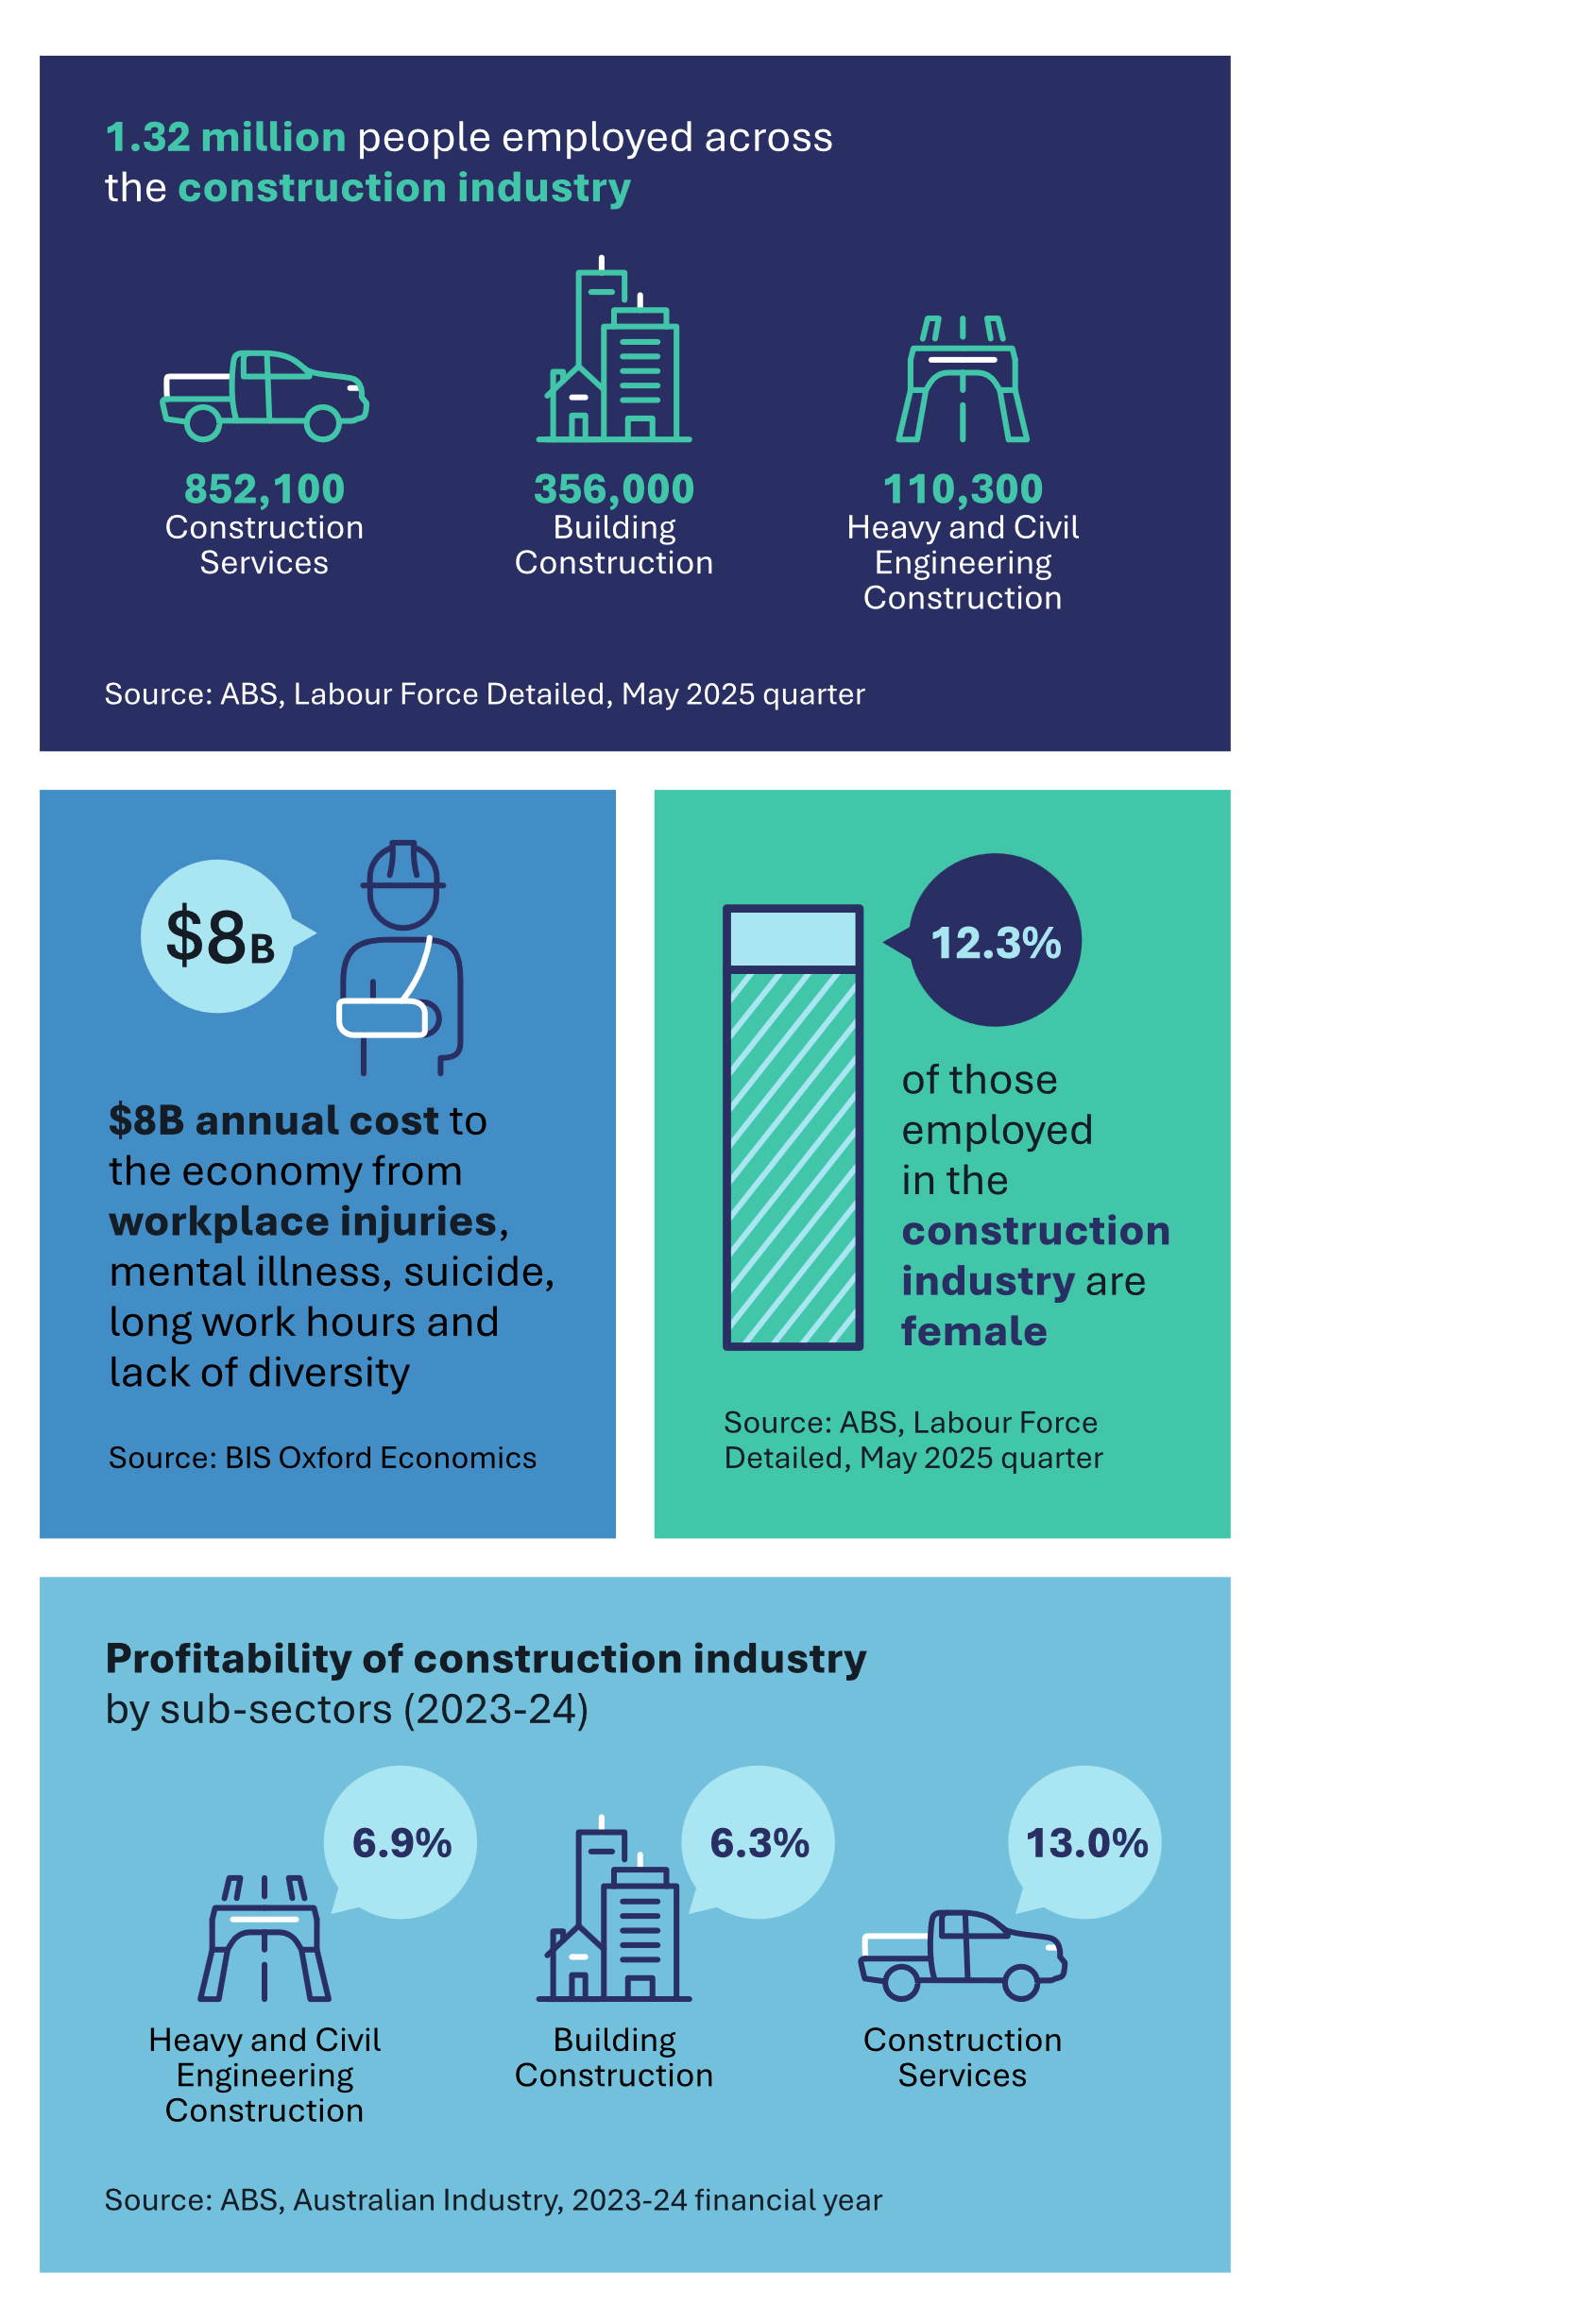 1.32 million people employed across
the construction industry
852,100
Construction
Services
356,000
Building
Construction
110,300
Heavy and Civil
Engineering
Construction
Source: ABS, Labour Force Detailed, May 2025 quarter
$8B
$8B annual cost to
the economy from
workplace injuries,
mental illness, suicide,
long work hours and
lack of diversity
Source: BIS Oxford Economics
12.3%
of those
employed
in the
construction
industry are
female
Source: ABS, Labour Force
Detailed, May 2025 quarter
Profitability of construction industry
by sub-sectors (2023-24)
6.9%
Heavy and Civil
Engineering
Construction
6.3%
Building
Construction
13.0%
Construction
Services
Source: ABS, Australian Industry, 2023-24 financial year